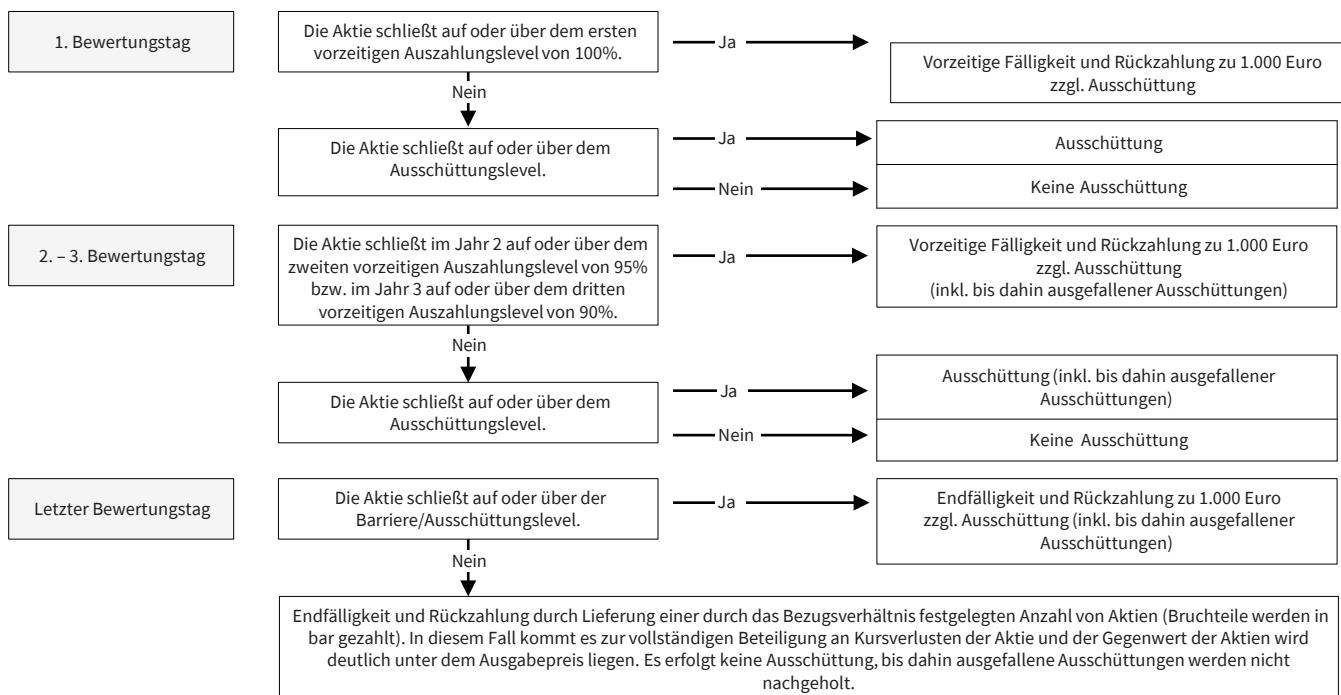 1. Bewertungstag
Die Aktie schließt auf oder über dem ersten
vorzeitigen Auszahlungslevel von 100%.
Ja
Vorzeitige Fälligkeit und Rückzahlung zu 1.000 Euro
zzgl. Ausschüttung
Nein
Die Aktie schließt auf oder über dem
Ausschüttungslevel.
Ja
Ausschüttung
Nein
Keine Ausschüttung
2. – 3. Bewertungstag
Die Aktie schließt im Jahr 2 auf oder über dem
zweiten vorzeitigen Auszahlungslevel von 95%
bzw. im Jahr 3 auf oder über dem dritten
vorzeitigen Auszahlungslevel von 90%.
Ja
Vorzeitige Fälligkeit und Rückzahlung zu 1.000 Euro
zzgl. Ausschüttung
(inkl. bis dahin ausgefallener Ausschüttungen)
Nein
Die Aktie schließt auf oder über dem
Ausschüttungslevel.
Ja
Ausschüttung (inkl. bis dahin ausgefallener
Ausschüttungen)
Nein
Keine Ausschüttung
Letzter Bewertungstag
Die Aktie schließt auf oder über der
Barriere/Ausschüttungslevel.
Ja
Endfälligkeit und Rückzahlung zu 1.000 Euro
zzgl. Ausschüttung (inkl. bis dahin ausgefallener
Ausschüttungen)
Nein
Endfälligkeit und Rückzahlung durch Lieferung einer durch das Bezugsverhältnis festgelegten Anzahl von Aktien (Bruchteile werden in
bar gezahlt). In diesem Fall kommt es zur vollständigen Beteiligung an Kursverlusten der Aktie und der Gegenwert der Aktien wird
deutlich unter dem Ausgabepreis liegen. Es erfolgt keine Ausschüttung, bis dahin ausgefallene Ausschüttungen werden nicht
nachgeholt.